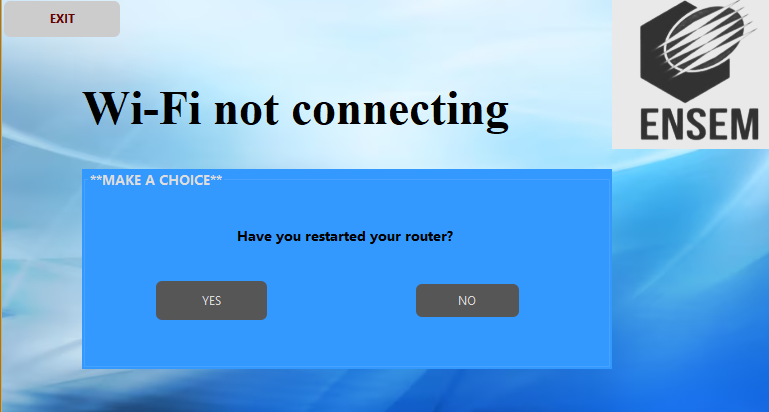 EXIT
ENSEM
Wi-Fi not connecting
**MAKE A CHOICE**
Have you restarted your router?
YES
NO